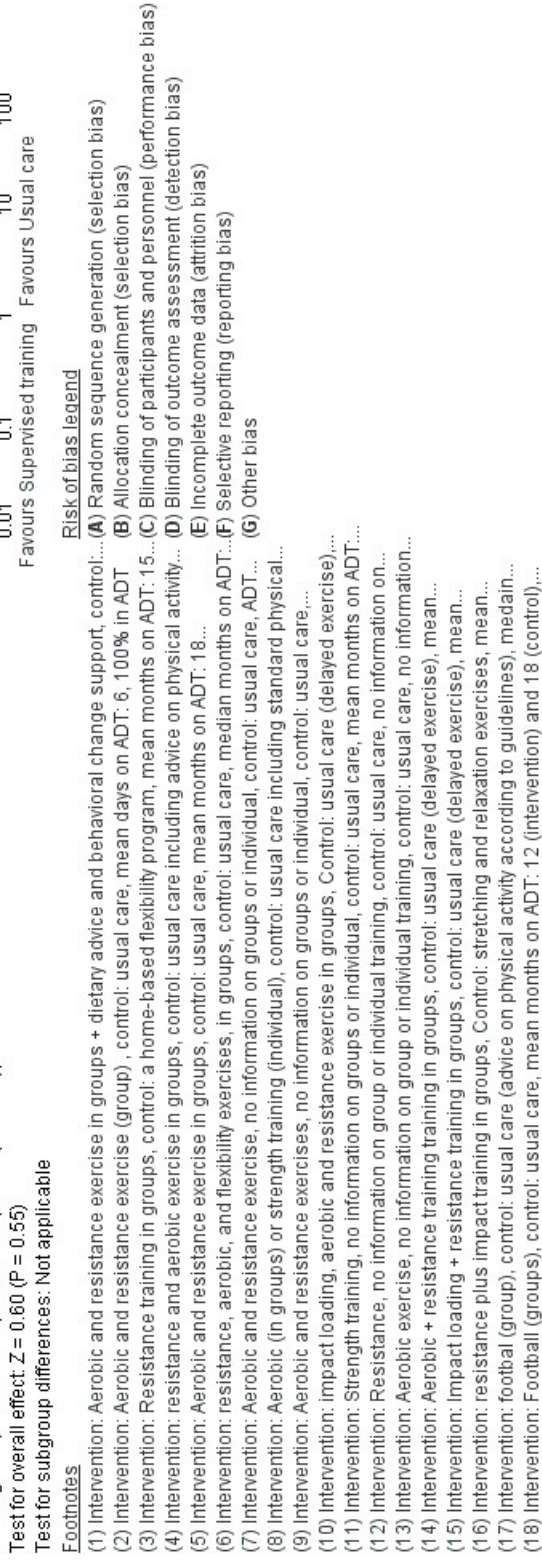 0.01 0.1 1 10 100
Favours Supervised training Favours Usual care
Test for overall effect: Z = 0.60 (P = 0.55)
Test for subgroup differences: Not applicable
Footnotes
(1) Intervention: Aerobic and resistance exercise in groups + dietary advice and behavioral change support, control:...
(2) Intervention: Aerobic and resistance exercise (group) , control: usual care, mean days on ADT: 6, 100% in ADT
(3) Intervention: Resistance training in groups, control: a home-based flexibility program, mean months on ADT: 15...
(4) Intervention: resistance and aerobic exercise in groups, control: usual care including advice on physical activity...
(5) Intervention: Aerobic and resistance exercise in groups, control: usual care, mean months on ADT: 18...
(6) Intervention: resistance, aerobic, and flexibility exercises, in groups, control: usual care, median months on ADT:...
(7) Intervention: Aerobic and resistance exercise, no information on groups or individual, control: usual care, ADT...
(8) Intervention: Aerobic (in groups) or strength training (individual), control: usual care including standard physical...
(9) Intervention: Aerobic and resistance exercises, no information on groups or individual, control: usual care,...
(10) Intervention: impact loading, aerobic and resistance exercise in groups, Control: usual care (delayed exercise),...
(11) Intervention: Strength training, no information on groups or individual, control: usual care, mean months on ADT:...
(12) Intervention: Resistance, no information on group or individual training, control: usual care, no information on...
(13) Intervention: Aerobic exercise, no information on group or individual training, control: usual care, no information...
(14) Intervention: Aerobic + resistance training training in groups, control: usual care (delayed exercise), mean...
(15) Intervention: Impact loading + resistance training in groups, control: usual care (delayed exercise), mean...
(16) Intervention: resistance plus impact training in groups, Control: stretching and relaxation exercises, mean...
(17) Intervention: footbal (group), control: usual care (advice on physical activity according to guidelines), medain...
(18) Intervention: Football (groups), control: usual care, mean months on ADT: 12 (intervention) and 18 (control),...
Risk of bias legend
(A) Random sequence generation (selection bias)
(B) Allocation concealment (selection bias)
(C) Blinding of participants and personnel (performance bias)
(D) Blinding of outcome assessment (detection bias)
(E) Incomplete outcome data (attrition bias)
(F) Selective reporting (reporting bias)
(G) Other bias